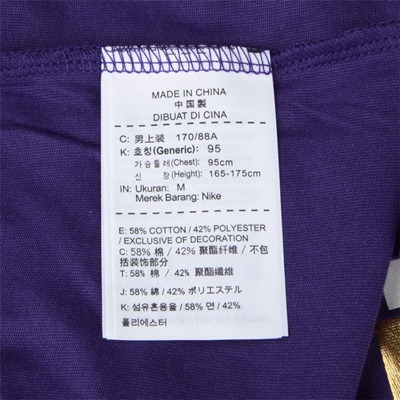 MADE IN CHINA
中国製
DIBUAT DI CINA
C: 男上装 170/88A
K: 호칭(Generic): 95
가슴둘레(Chest): 95cm
신 장(Height): 165-175cm
IN: Ukuran: M
Merek Barang: Nike
E: 58% COTTON / 42% POLYESTER
/ EXCLUSIVE OF DECORATION
C: 58% 棉 / 42% 聚酯纤维 / 不包
括装饰部分
T: 58% 棉 / 42% 聚酯纖維
J: 58% 綿 / 42% ポリエステル
K: 섬유혼용율 / 58% 면 / 42%
폴리에스터